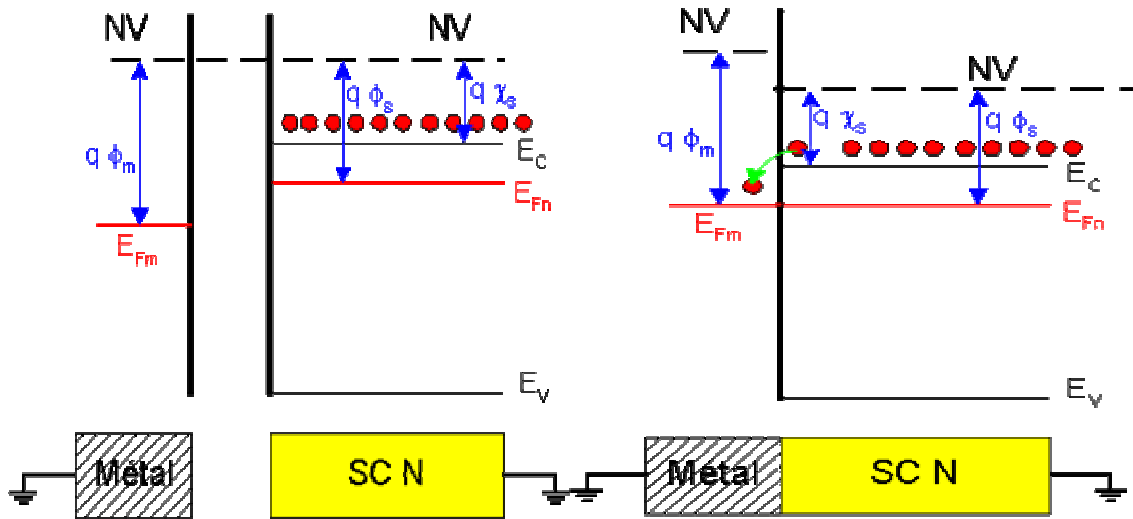 NV NV
q ϕs q χs
q ϕm
EC
EFn
EFm
EV
Métal SC N
NV
NV
q χs q ϕs
q ϕm
EC
EFm EFn
EV
Métal SC N